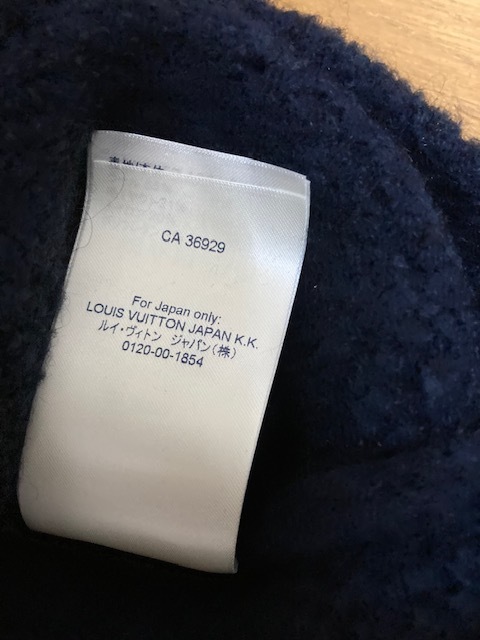 CA 36929
For Japan only:
LOUIS VUITTON JAPAN K.K.
ルイ・ヴィトン ジャパン(株)
0120-00-1854